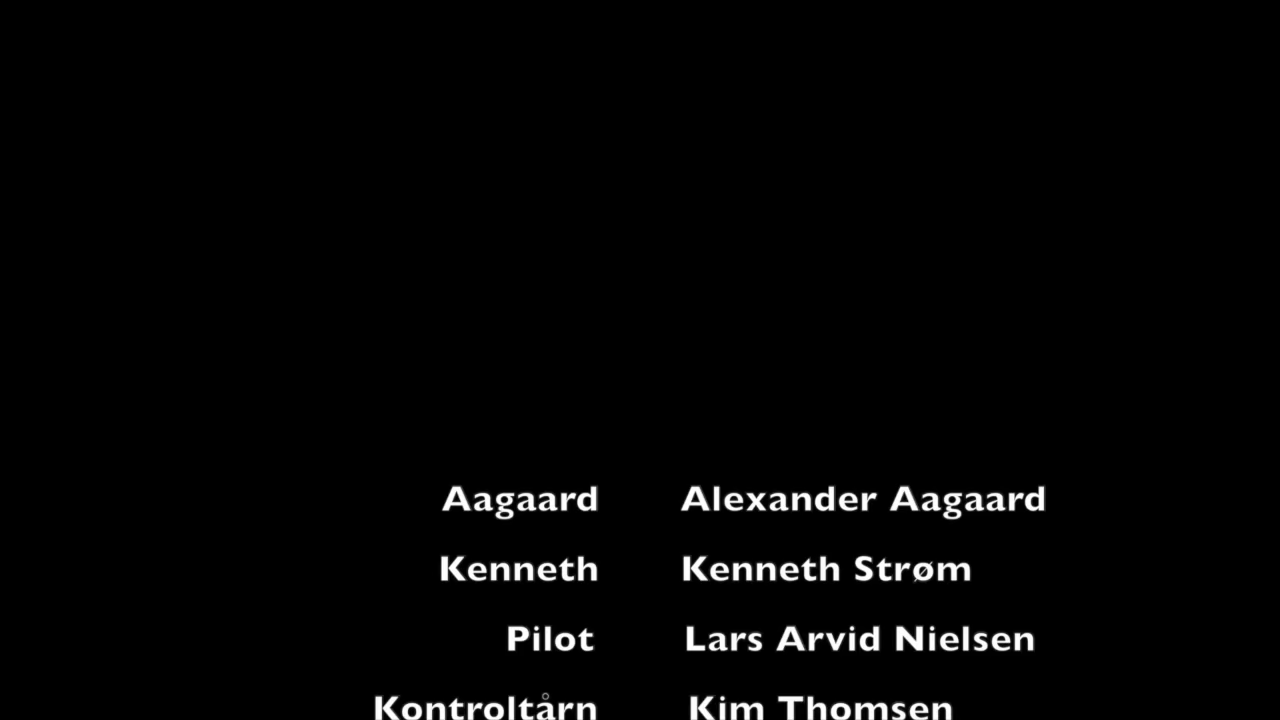 Aagaard Alexander Aagaard
Kenneth Kenneth Strøm
Pilot Lars Arvid Nielsen
Kontroltårn Kim Thomsen